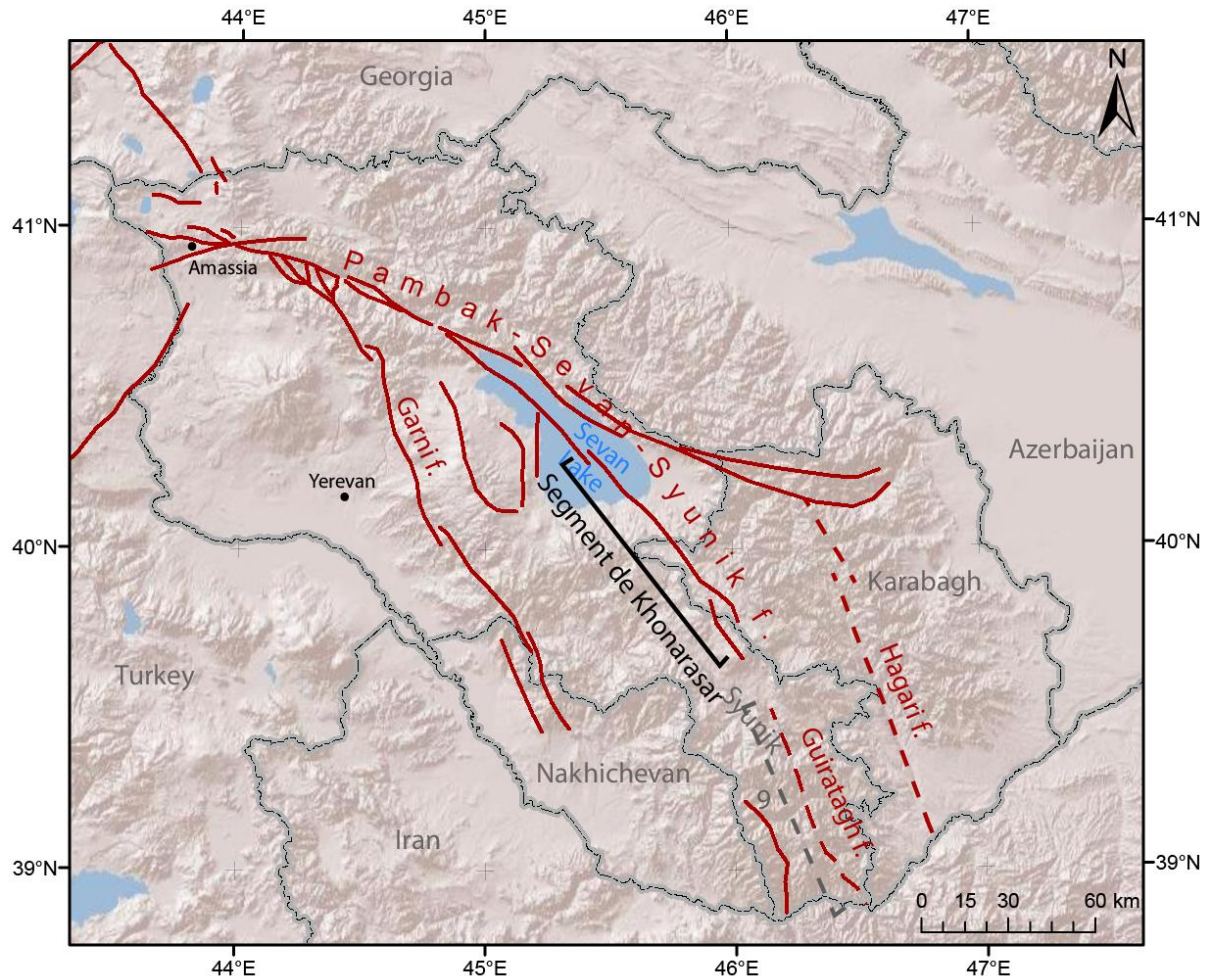 44°E
45°E
46°E
47°E
N
Georgia
41°N
41°N
Amassia
Pambak-Sevan-Syunik f.
Garni f.
Sevan
Lake
Azerbaijan
Yerevan
Segment de Khonarasar
40°N
40°N
Karabagh
Turkey
Hagari f.
Syunik
Guiratagh f.
Nakhichevan
9
Iran
39°N
39°N
0 15 30 60 km
44°E
45°E
46°E
47°E